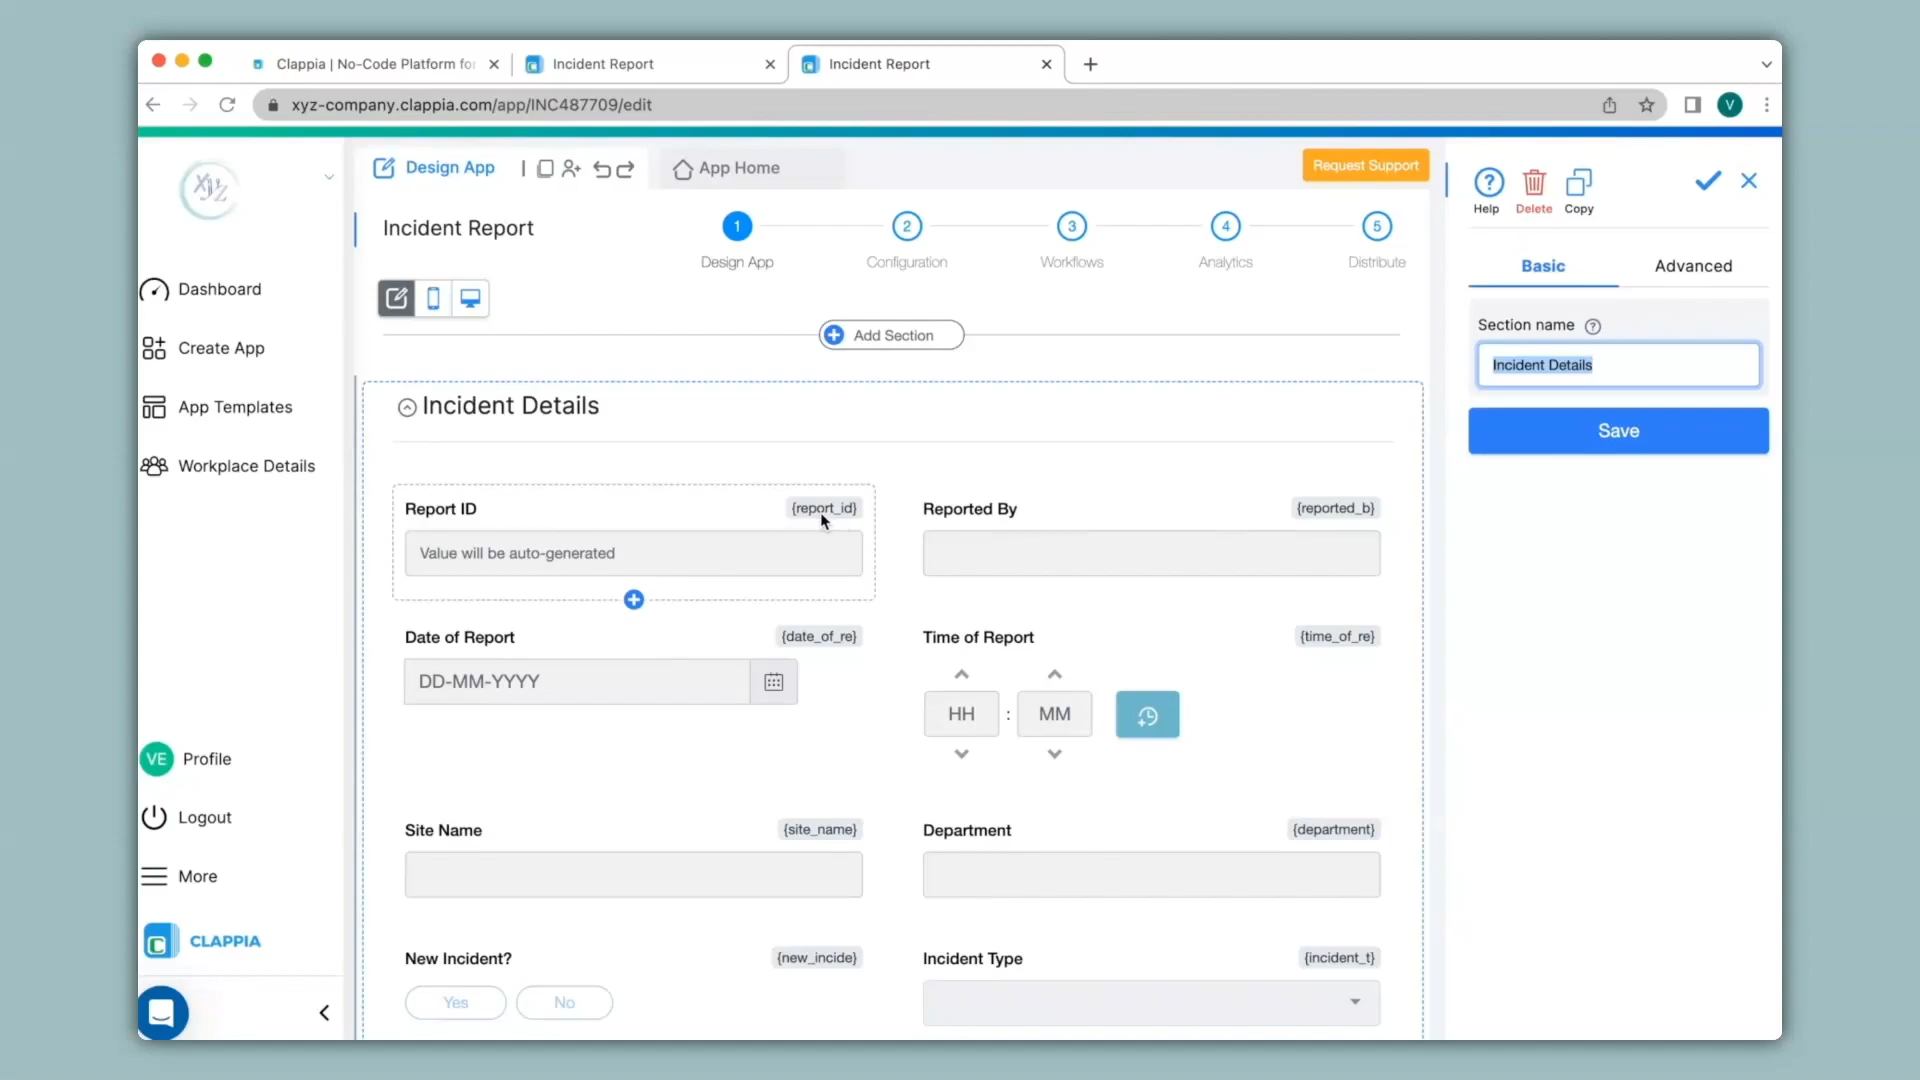 Clappia | No-Code Platform for
Incident Report
Incident Report
xyz-company.clappia.com/app/INC487709/edit
V
xyz
Design App
App Home
Request Support
Help
Delete
Copy
Incident Report
1
2
3
4
5
Design App
Configuration
Workflows
Analytics
Distribute
Basic
Advanced
Dashboard
Create App
App Templates
Workplace Details
Add Section
Section name
Incident Details
Save
Incident Details
Report ID
{report_id}
Value will be auto-generated
Reported By
{reported_b}
Date of Report
{date_of_re}
DD-MM-YYYY
Time of Report
{time_of_re}
HH : MM
Site Name
{site_name}
Department
{department}
New Incident?
{new_incide}
Yes
No
Incident Type
{incident_t}
VE
Profile
Logout
More
CLAPPIA